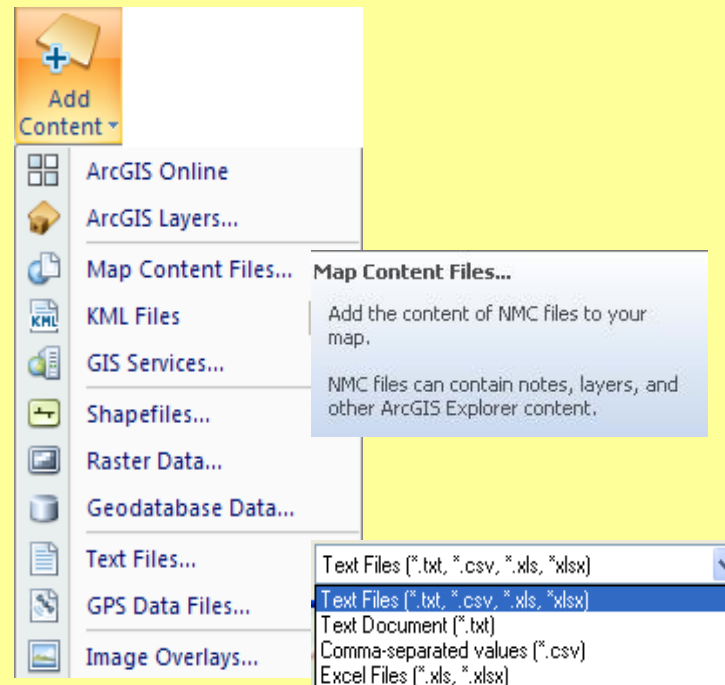 Add
Content
ArcGIS Online
ArcGIS Layers...
Map Content Files...
KML
KML Files
GIS Services...
Shapefiles...
Raster Data...
Geodatabase Data...
Text Files...
GPS Data Files...
Image Overlays...
Map Content Files...
Add the content of NMC files to your
map.
NMC files can contain notes, layers, and
other ArcGIS Explorer content.
Text Files (*.txt, *.csv, *.xls, *xlsx)
Text Files (*.txt, *.csv, *.xls, *xlsx)
Text Document (*.txt)
Comma-separated values (*.csv)
Excel Files (*.xls, *.xlsx)